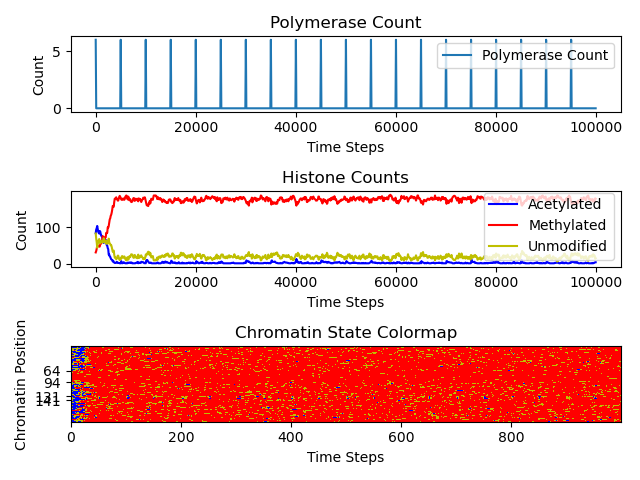 Polymerase Count
5
0
Count
Polymerase Count
0 20000 40000 60000 80000 100000
Time Steps
Histone Counts
100
0
Count
Acetylated
Methylated
Unmodified
0 20000 40000 60000 80000 100000
Time Steps
Chromatin State Colormap
Chromatin Position
64
94
131
141
0 200 400 600 800
Time Steps